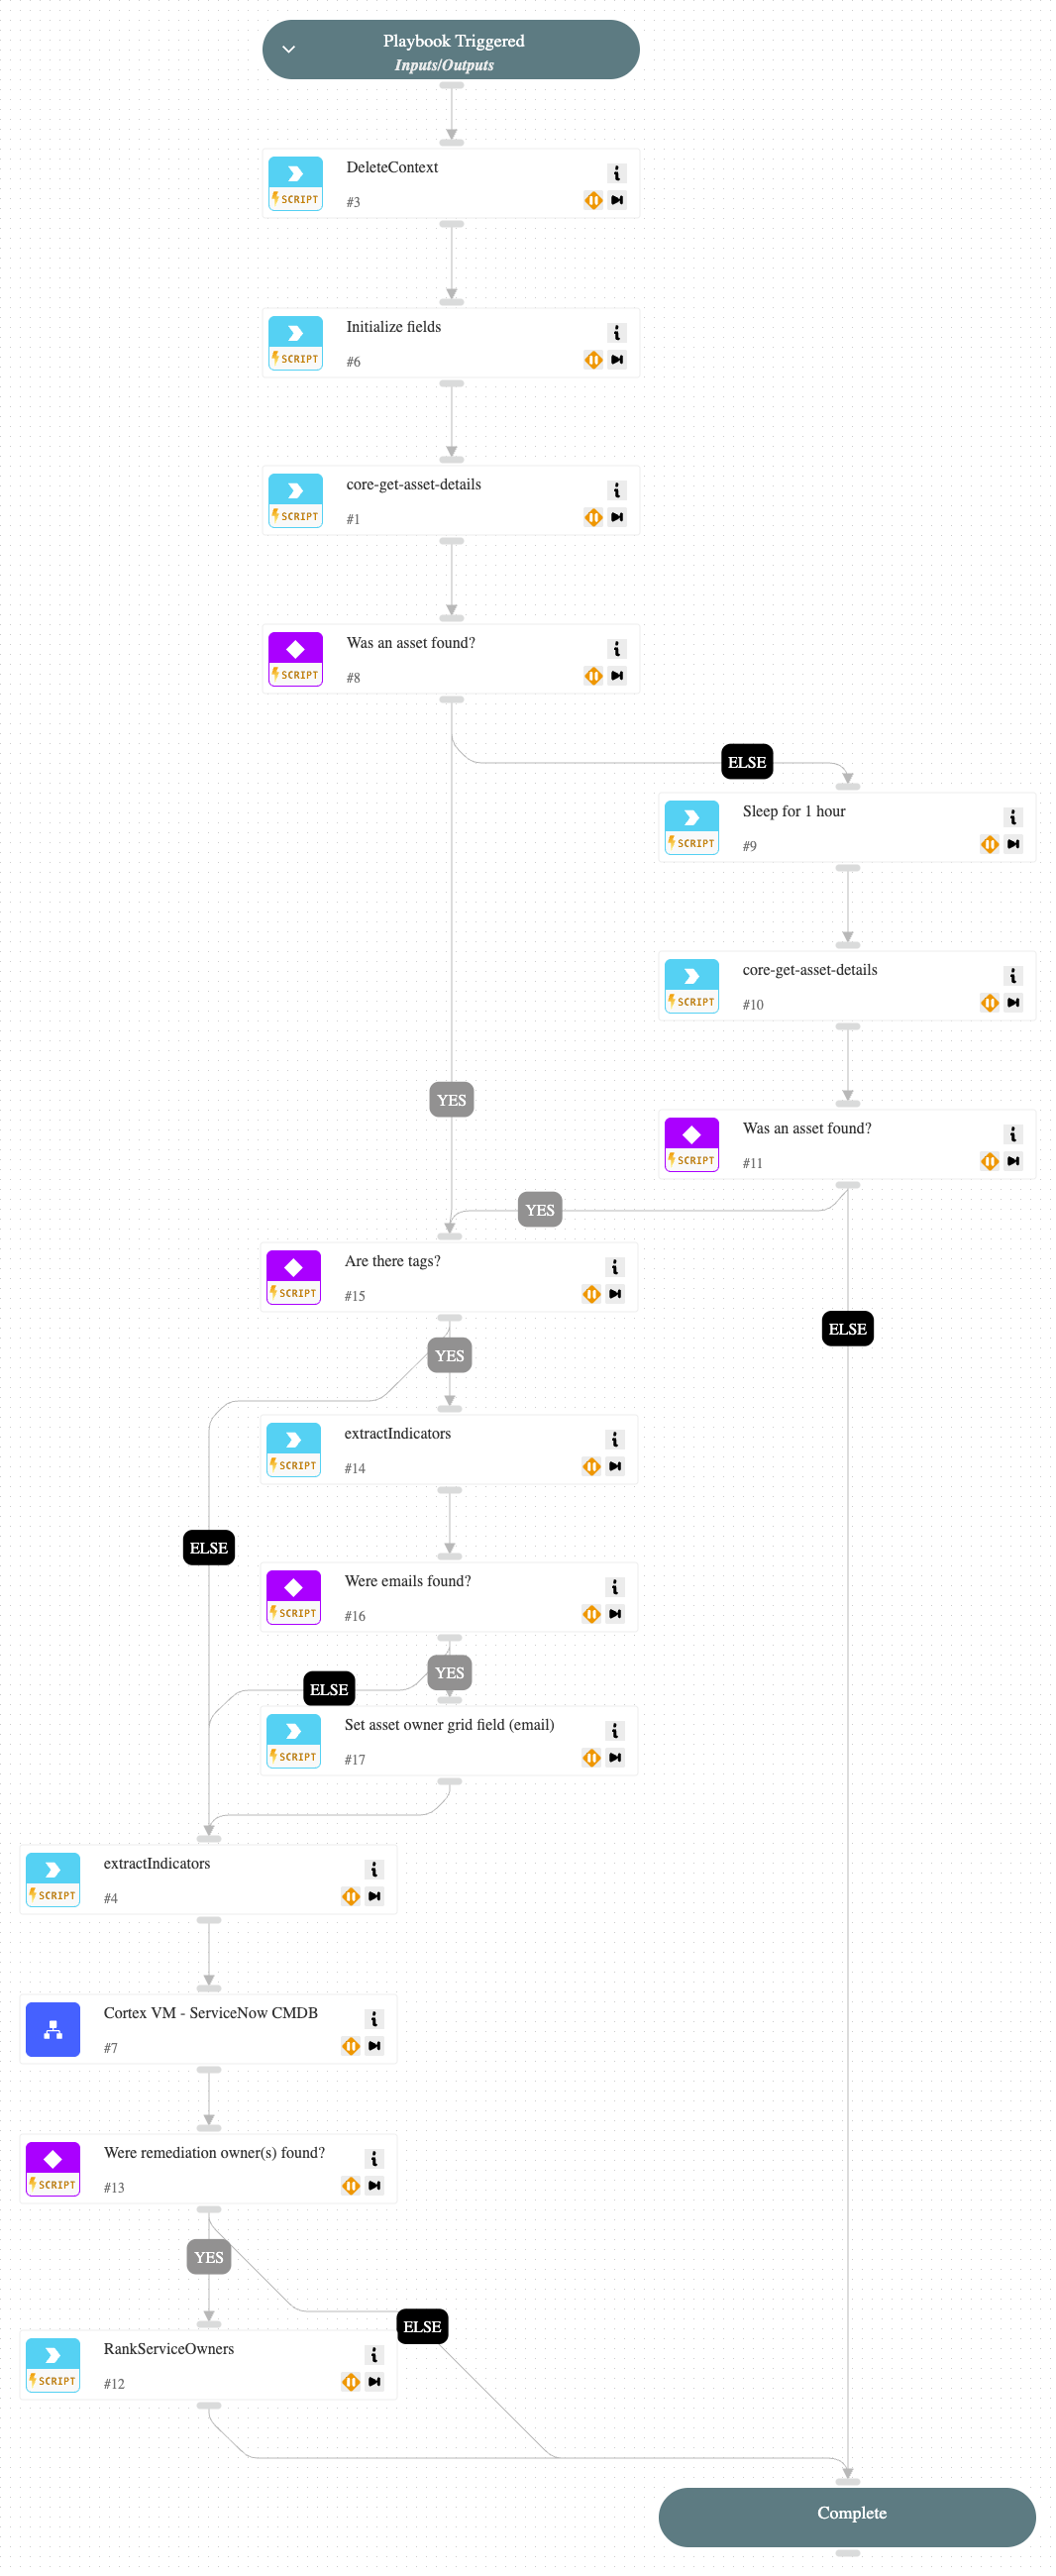 Playbook Triggered
Inputs/Outputs
DeleteContext
SCRIPT
#3
Initialize fields
SCRIPT
#6
core-get-asset-details
SCRIPT
#1
Was an asset found?
SCRIPT
#8
ELSE
Sleep for 1 hour
SCRIPT
#9
core-get-asset-details
SCRIPT
#10
YES
Was an asset found?
SCRIPT
#11
YES
Are there tags?
SCRIPT
#15
ELSE
YES
extractIndicators
SCRIPT
#14
ELSE
Were emails found?
SCRIPT
#16
YES
ELSE
Set asset owner grid field (email)
SCRIPT
#17
extractIndicators
SCRIPT
#4
Cortex VM - ServiceNow CMDB
#7
Were remediation owner(s) found?
SCRIPT
#13
YES
ELSE
RankServiceOwners
SCRIPT
#12
Complete